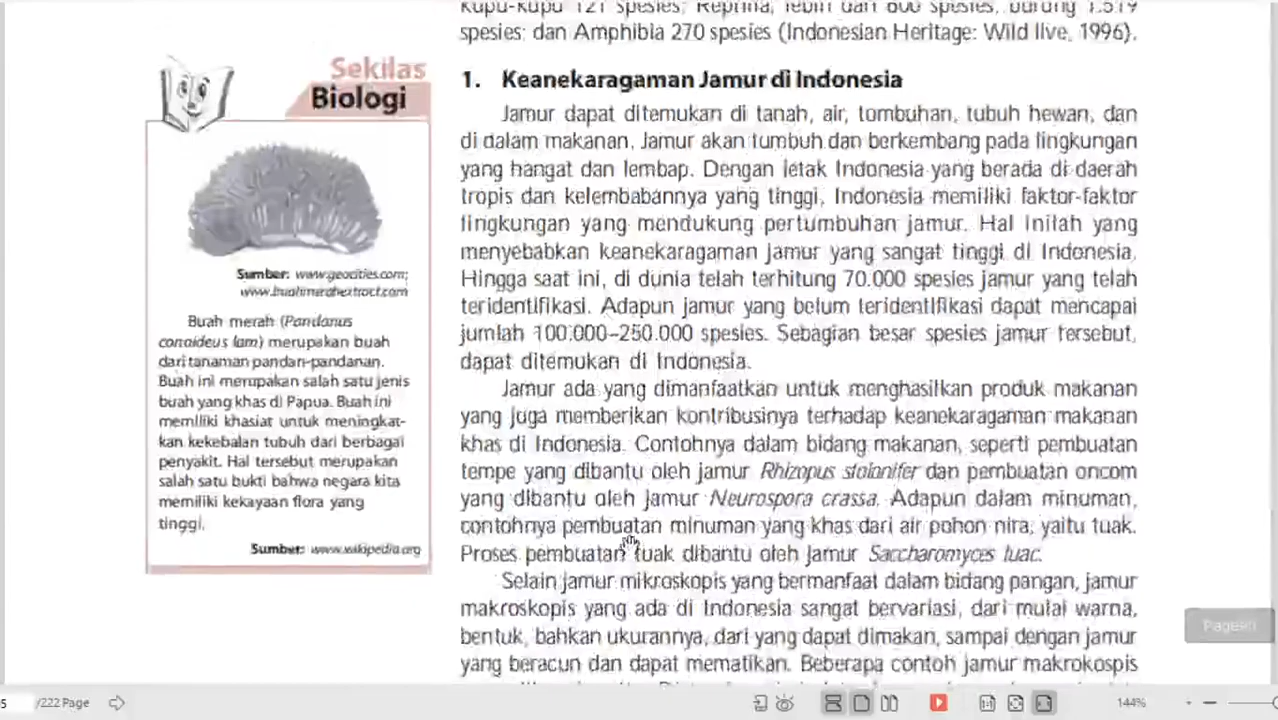 kupu-kupu 121 spesies; Reptilia, lebih dari 600 spesies, burung 1.519
spesies; dan Amphibia 270 spesies (Indonesian Heritage: Wild live, 1996).
Sekilas
Biologi
Sumber: www.geocities.com;
www.buahmerahextract.com
Buah merah (Pandanus
conoideus lam) merupakan buah
dari tanaman pandan-pandanan.
Buah ini merupakan salah satu jenis
buah yang khas di Papua. Buah ini
memiliki khasiat untuk meningkat-
kan kekebalan tubuh dari berbagai
penyakit. Hal tersebut merupakan
salah satu bukti bahwa negara kita
memiliki kekayaan flora yang
tinggi.
Sumber: www.wikipedia.org
1. Keanekaragaman Jamur di Indonesia
Jamur dapat ditemukan di tanah, air, tombuhan, tubuh hewan, dan
di dalam makanan. Jamur akan tumbuh dan berkembang pada lingkungan
yang hangat dan lembap. Dengan letak Indonesia yang berada di daerah
tropis dan kelembabannya yang tinggi, Indonesia memiliki faktor-faktor
lingkungan yang mendukung pertumbuhan jamur. Hal inilah yang
menyebabkan keanekaragaman jamur yang sangat tinggi di Indonesia.
Hingga saat ini, di dunia telah terhitung 70.000 spesies jamur yang telah
teridentifikasi. Adapun jamur yang belum teridentifikasi dapat mencapai
jumlah 100.000–250.000 spesies. Sebagian besar spesies jamur tersebut,
dapat ditemukan di Indonesia.
Jamur ada yang dimanfaatkan untuk menghasilkan produk makanan
yang juga memberikan kontribusinya terhadap keanekaragaman makanan
khas di Indonesia. Contohnya dalam bidang makanan, seperti pembuatan
tempe yang dibantu oleh jamur Rhizopus stolonifer dan pembuatan oncom
yang dibantu oleh jamur Neurospora crassa. Adapun dalam minuman,
contohnya pembuatan minuman yang khas dari air pohon nira, yaitu tuak.
Proses pembuatan tuak dibantu oleh jamur Saccharomyces tuac.
Selain jamur mikroskopis yang bermanfaat dalam bidang pangan, jamur
makroskopis yang ada di Indonesia sangat bervariasi, dari mulai warna,
bentuk, bahkan ukurannya, dari yang dapat dimakan, sampai dengan jamur
yang beracun dan dapat mematikan. Beberapa contoh jamur makrokospis
5 /222 Page
144%